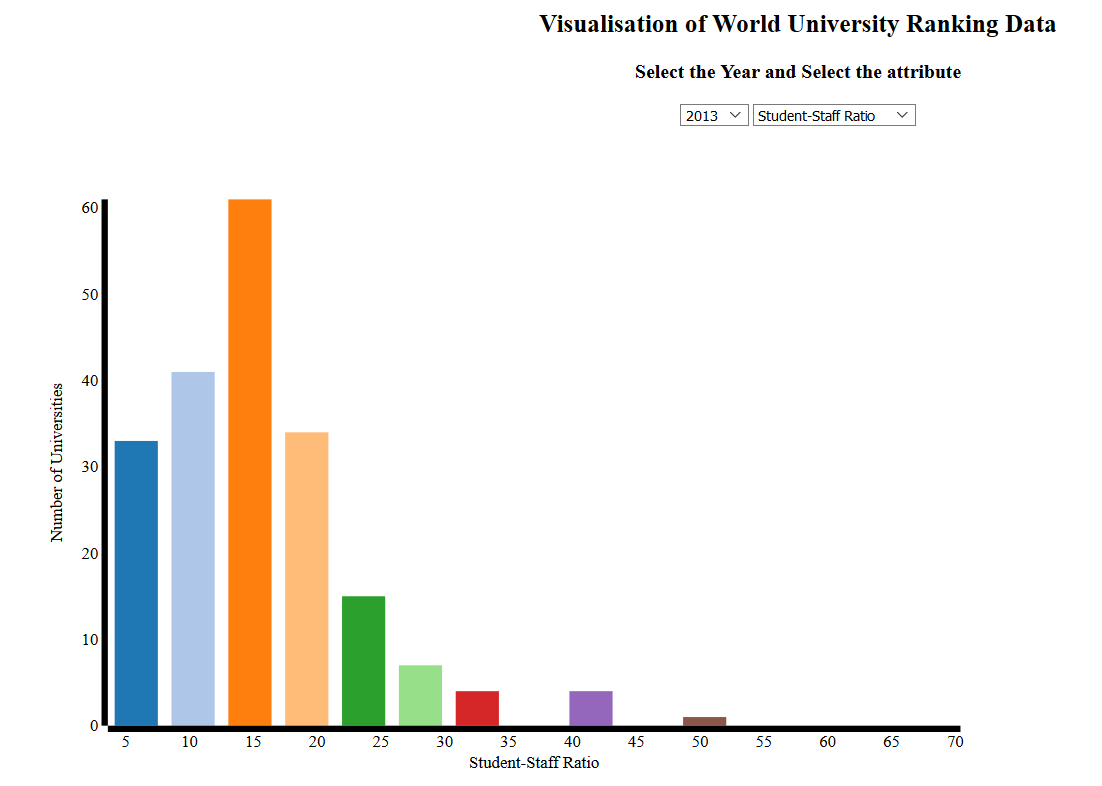 Visualisation of World University Ranking Data
Select the Year and Select the attribute
2013 Student-Staff Ratio
60
50
40
30
20
10
0
Number of Universities
5 10 15 20 25 30 35 40 45 50 55 60 65 70
Student-Staff Ratio